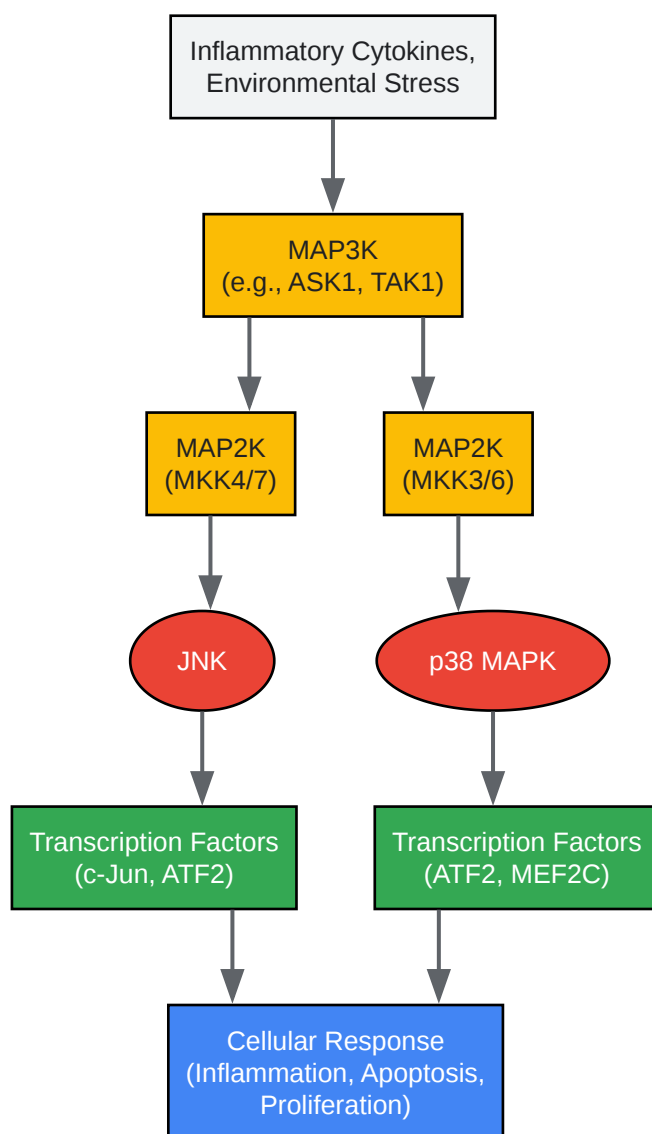 Inflammatory Cytokines,
Environmental Stress
MAP3K
(e.g., ASK1, TAK1)
MAP2K
(MKK4/7)
MAP2K
(MKK3/6)
JNK
p38 MAPK
Transcription Factors
(c-Jun, ATF2)
Transcription Factors
(ATF2, MEF2C)
Cellular Response
(Inflammation, Apoptosis,
Proliferation)